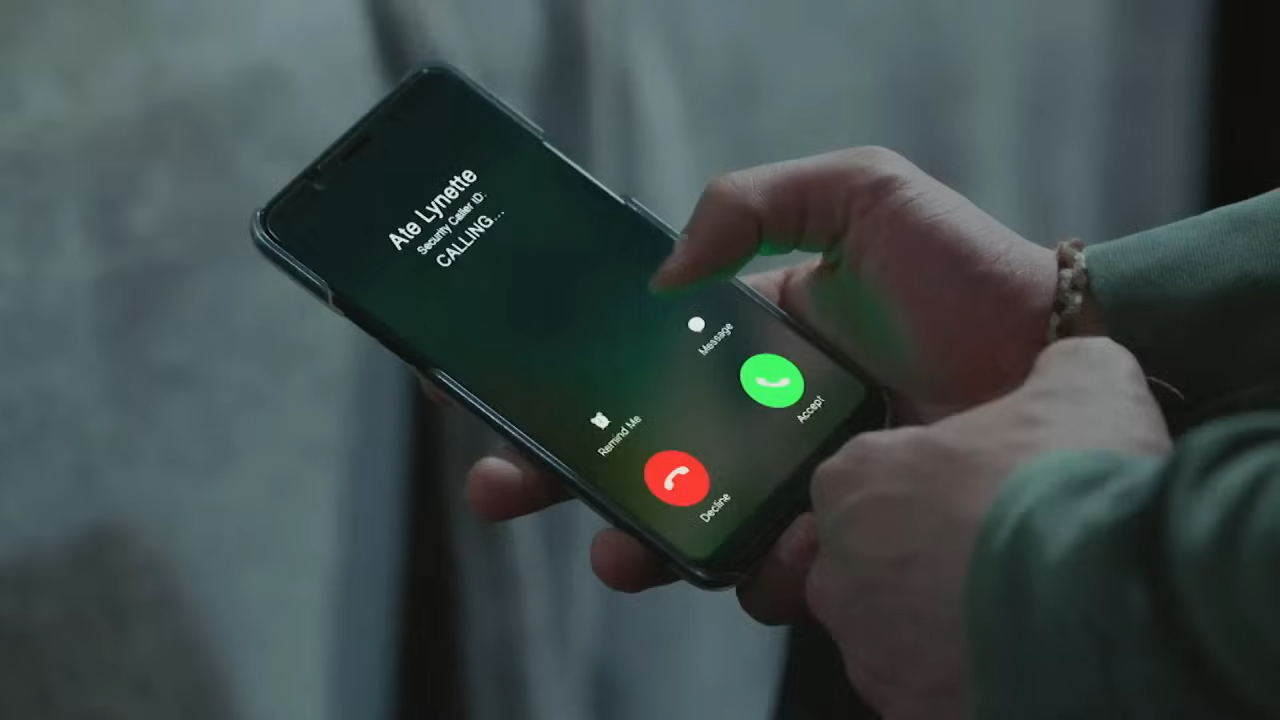 Ate Lynette
Security Caller ID:
CALLING...
Message
Remind Me
Accept
Decline